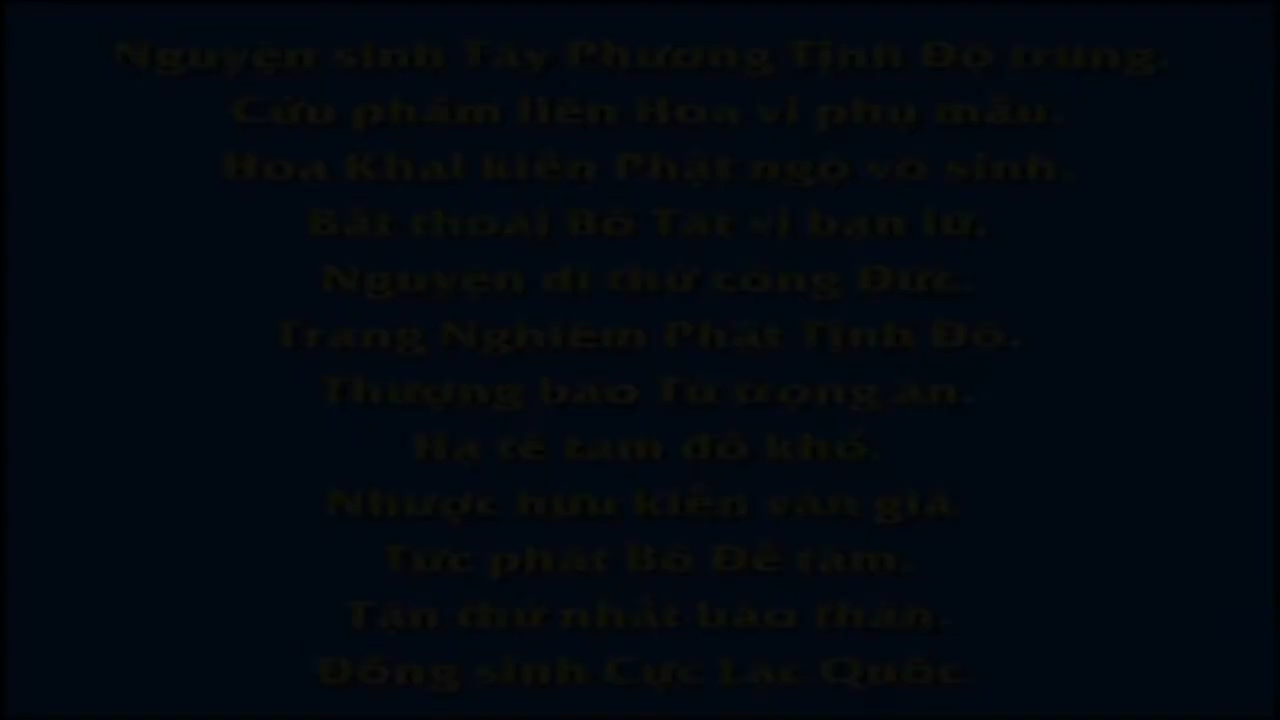 Nguyện sinh Tây Phương Tịnh Độ trung.
Cửu phẩm liên Hoa vi phụ mẫu.
Hoa Khai kiến Phật ngộ vô sinh.
Bất thoái Bồ Tát vi bạn lữ.
Nguyện dĩ thử công Đức.
Trang Nghiêm Phật Tịnh Độ.
Thượng báo Tứ trọng ân.
Hạ tế tam đồ khổ.
Nhược hữu kiến văn giả
Tức phát Bồ Đề tâm.
Tận thử nhất báo thân.
Đồng sinh Cực Lạc Quốc.